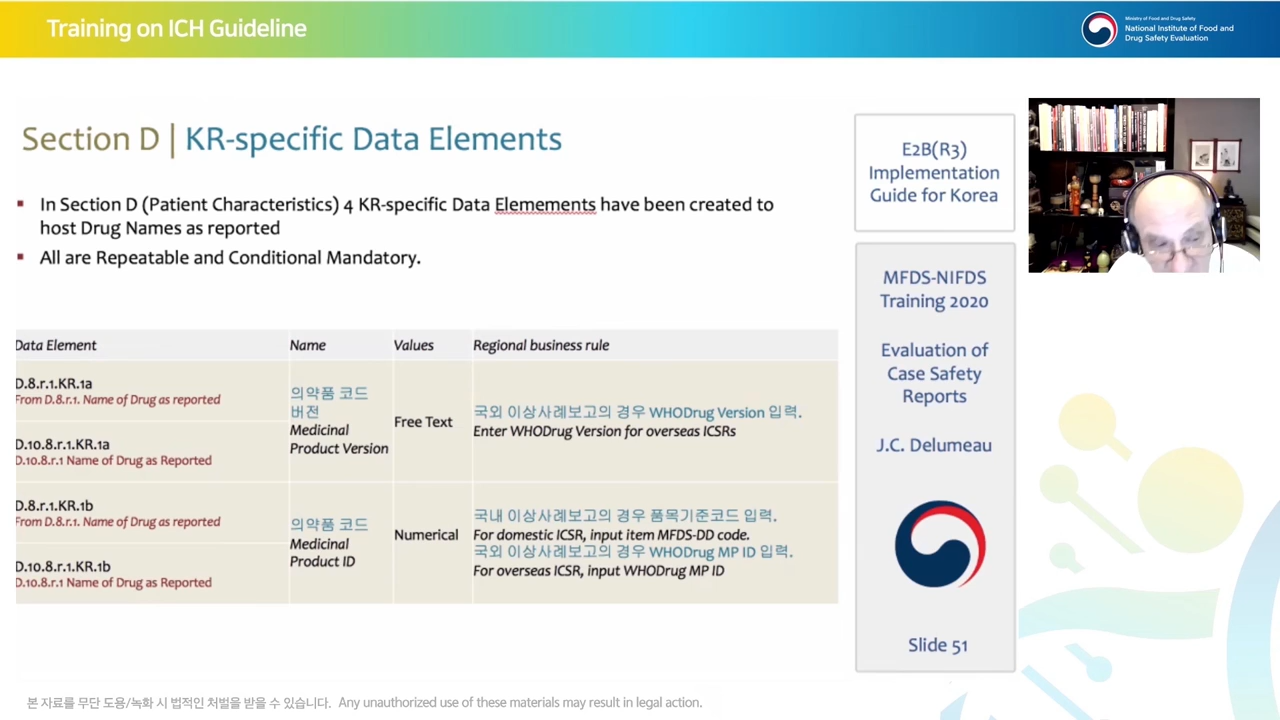 Training on ICH Guideline
Ministry of Food and Drug Safety
National Institute of Food and
Drug Safety Evaluation
Section D | KR-specific Data Elements
▪ In Section D (Patient Characteristics) 4 KR-specific Data Elemements have been created to
host Drug Names as reported
▪ All are Repeatable and Conditional Mandatory.
Data Element
Name
Values
Regional business rule
D.8.r.1.KR.1a
From D.8.r.1. Name of Drug as reported
D.10.8.r.1.KR.1a
D.10.8.r.1 Name of Drug as Reported
의약품 코드
버전
Medicinal
Product Version
Free Text
국외 이상사례보고의 경우 WHODrug Version 입력.
Enter WHODrug Version for overseas ICSRs
D.8.r.1.KR.1b
From D.8.r.1. Name of Drug as reported
D.10.8.r.1.KR.1b
D.10.8.r.1 Name of Drug as Reported
의약품 코드
Medicinal
Product ID
Numerical
국내 이상사례보고의 경우 품목기준코드 입력.
For domestic ICSR, input item MFDS-DD code.
국외 이상사례보고의 경우 WHODrug MP ID 입력.
For overseas ICSR, input WHODrug MP ID
E2B(R3)
Implementation
Guide for Korea
MFDS-NIFDS
Training 2020
Evaluation of
Case Safety
Reports
J.C. Delumeau
Slide 51
본 자료를 무단 도용/녹화 시 법적인 처벌을 받을 수 있습니다. Any unauthorized use of these materials may result in legal action.